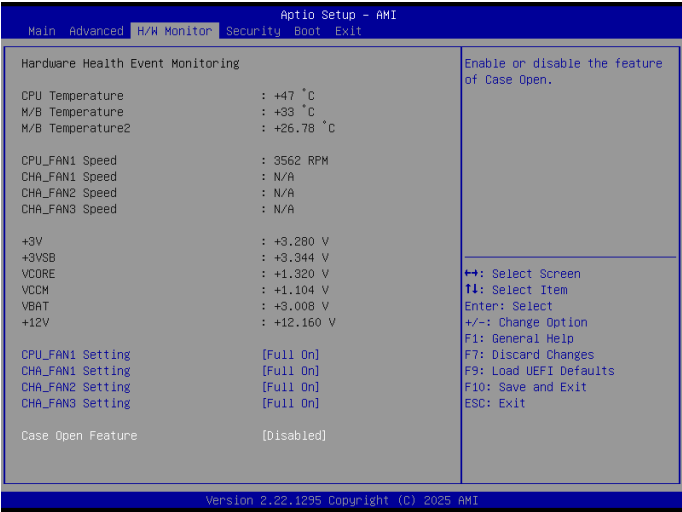 Aptio Setup – AMI
Main Advanced H/W Monitor Security Boot Exit
Hardware Health Event Monitoring
CPU Temperature : +47 °C
M/B Temperature : +33 °C
M/B Temperature2 : +26.78 °C
CPU_FAN1 Speed : 3562 RPM
CHA_FAN1 Speed : N/A
CHA_FAN2 Speed : N/A
CHA_FAN3 Speed : N/A
+3V : +3.280 V
+3VSB : +3.344 V
VCORE : +1.320 V
VCCM : +1.104 V
VBAT : +3.008 V
+12V : +12.160 V
CPU_FAN1 Setting [Full On]
CHA_FAN1 Setting [Full On]
CHA_FAN2 Setting [Full On]
CHA_FAN3 Setting [Full On]
Case Open Feature [Disabled]
Enable or disable the feature
of Case Open.
↔: Select Screen
↑↓: Select Item
Enter: Select
+/-: Change Option
F1: General Help
F7: Discard Changes
F9: Load UEFI Defaults
F10: Save and Exit
ESC: Exit
Version 2.22.1295 Copyright (C) 2025 AMI